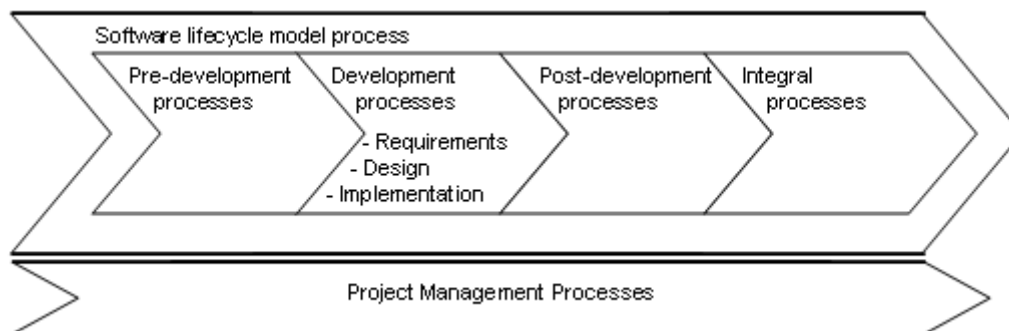 Software lifecycle model process
Pre-development
processes
Development
processes
- Requirements
- Design
- Implementation
Post-development
processes
Integral
processes
Project Management Processes